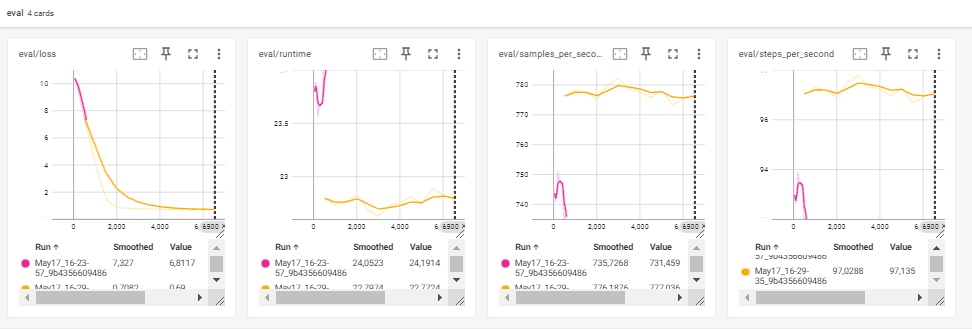 eval 4 cards
eval/loss
10
8
6
4
2
0 2,000 4,000 6, 6500
Run ↑ Smoothed Value
May17_16-23-
57_9b4356609486 7,327 6,8117
May17_16-29- 0,7082 0,69
eval/runtime
23.5
23
0 2,000 4,000 6, 6500
Run ↑ Smoothed Value
May17_16-23-
57_9b4356609486 24,0523 24,1914
May17_16-29- 22,7974 22,7724
eval/samples_per_seco...
780
770
760
750
740
0 2,000 4,000 6, 6500
Run ↑ Smoothed Value
May17_16-23-
57_9b4356609486 735,7268 731,459
May17_16-29- 776,1876 777,036
eval/steps_per_second
96
94
0 2,000 4,000 6, 6500
Run ↑ Smoothed Value
57_9b4356609486
May17_16-29-
35_9b4356609486 97,0288 97,135